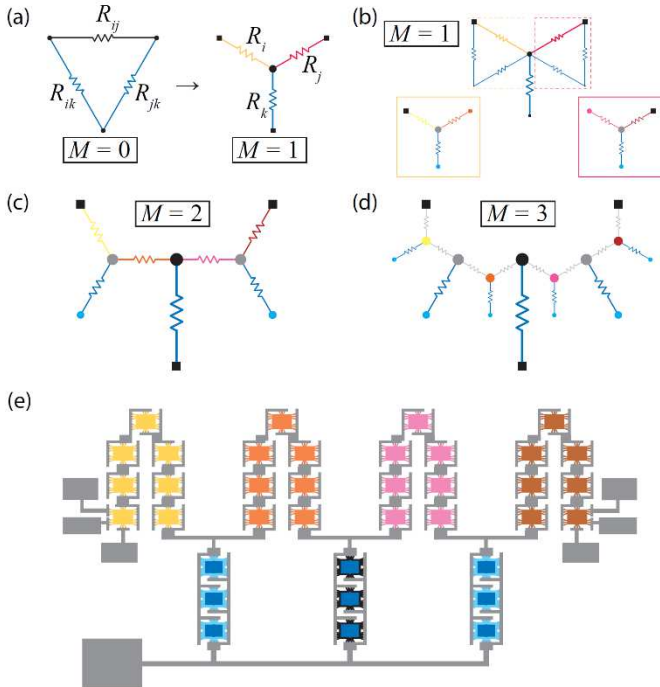 (a)
R_ij
R_ik
R_jk
M = 0
→
R_i
R_j
R_k
M = 1
(b)
M = 1
(c)
M = 2
(d)
M = 3
(e)